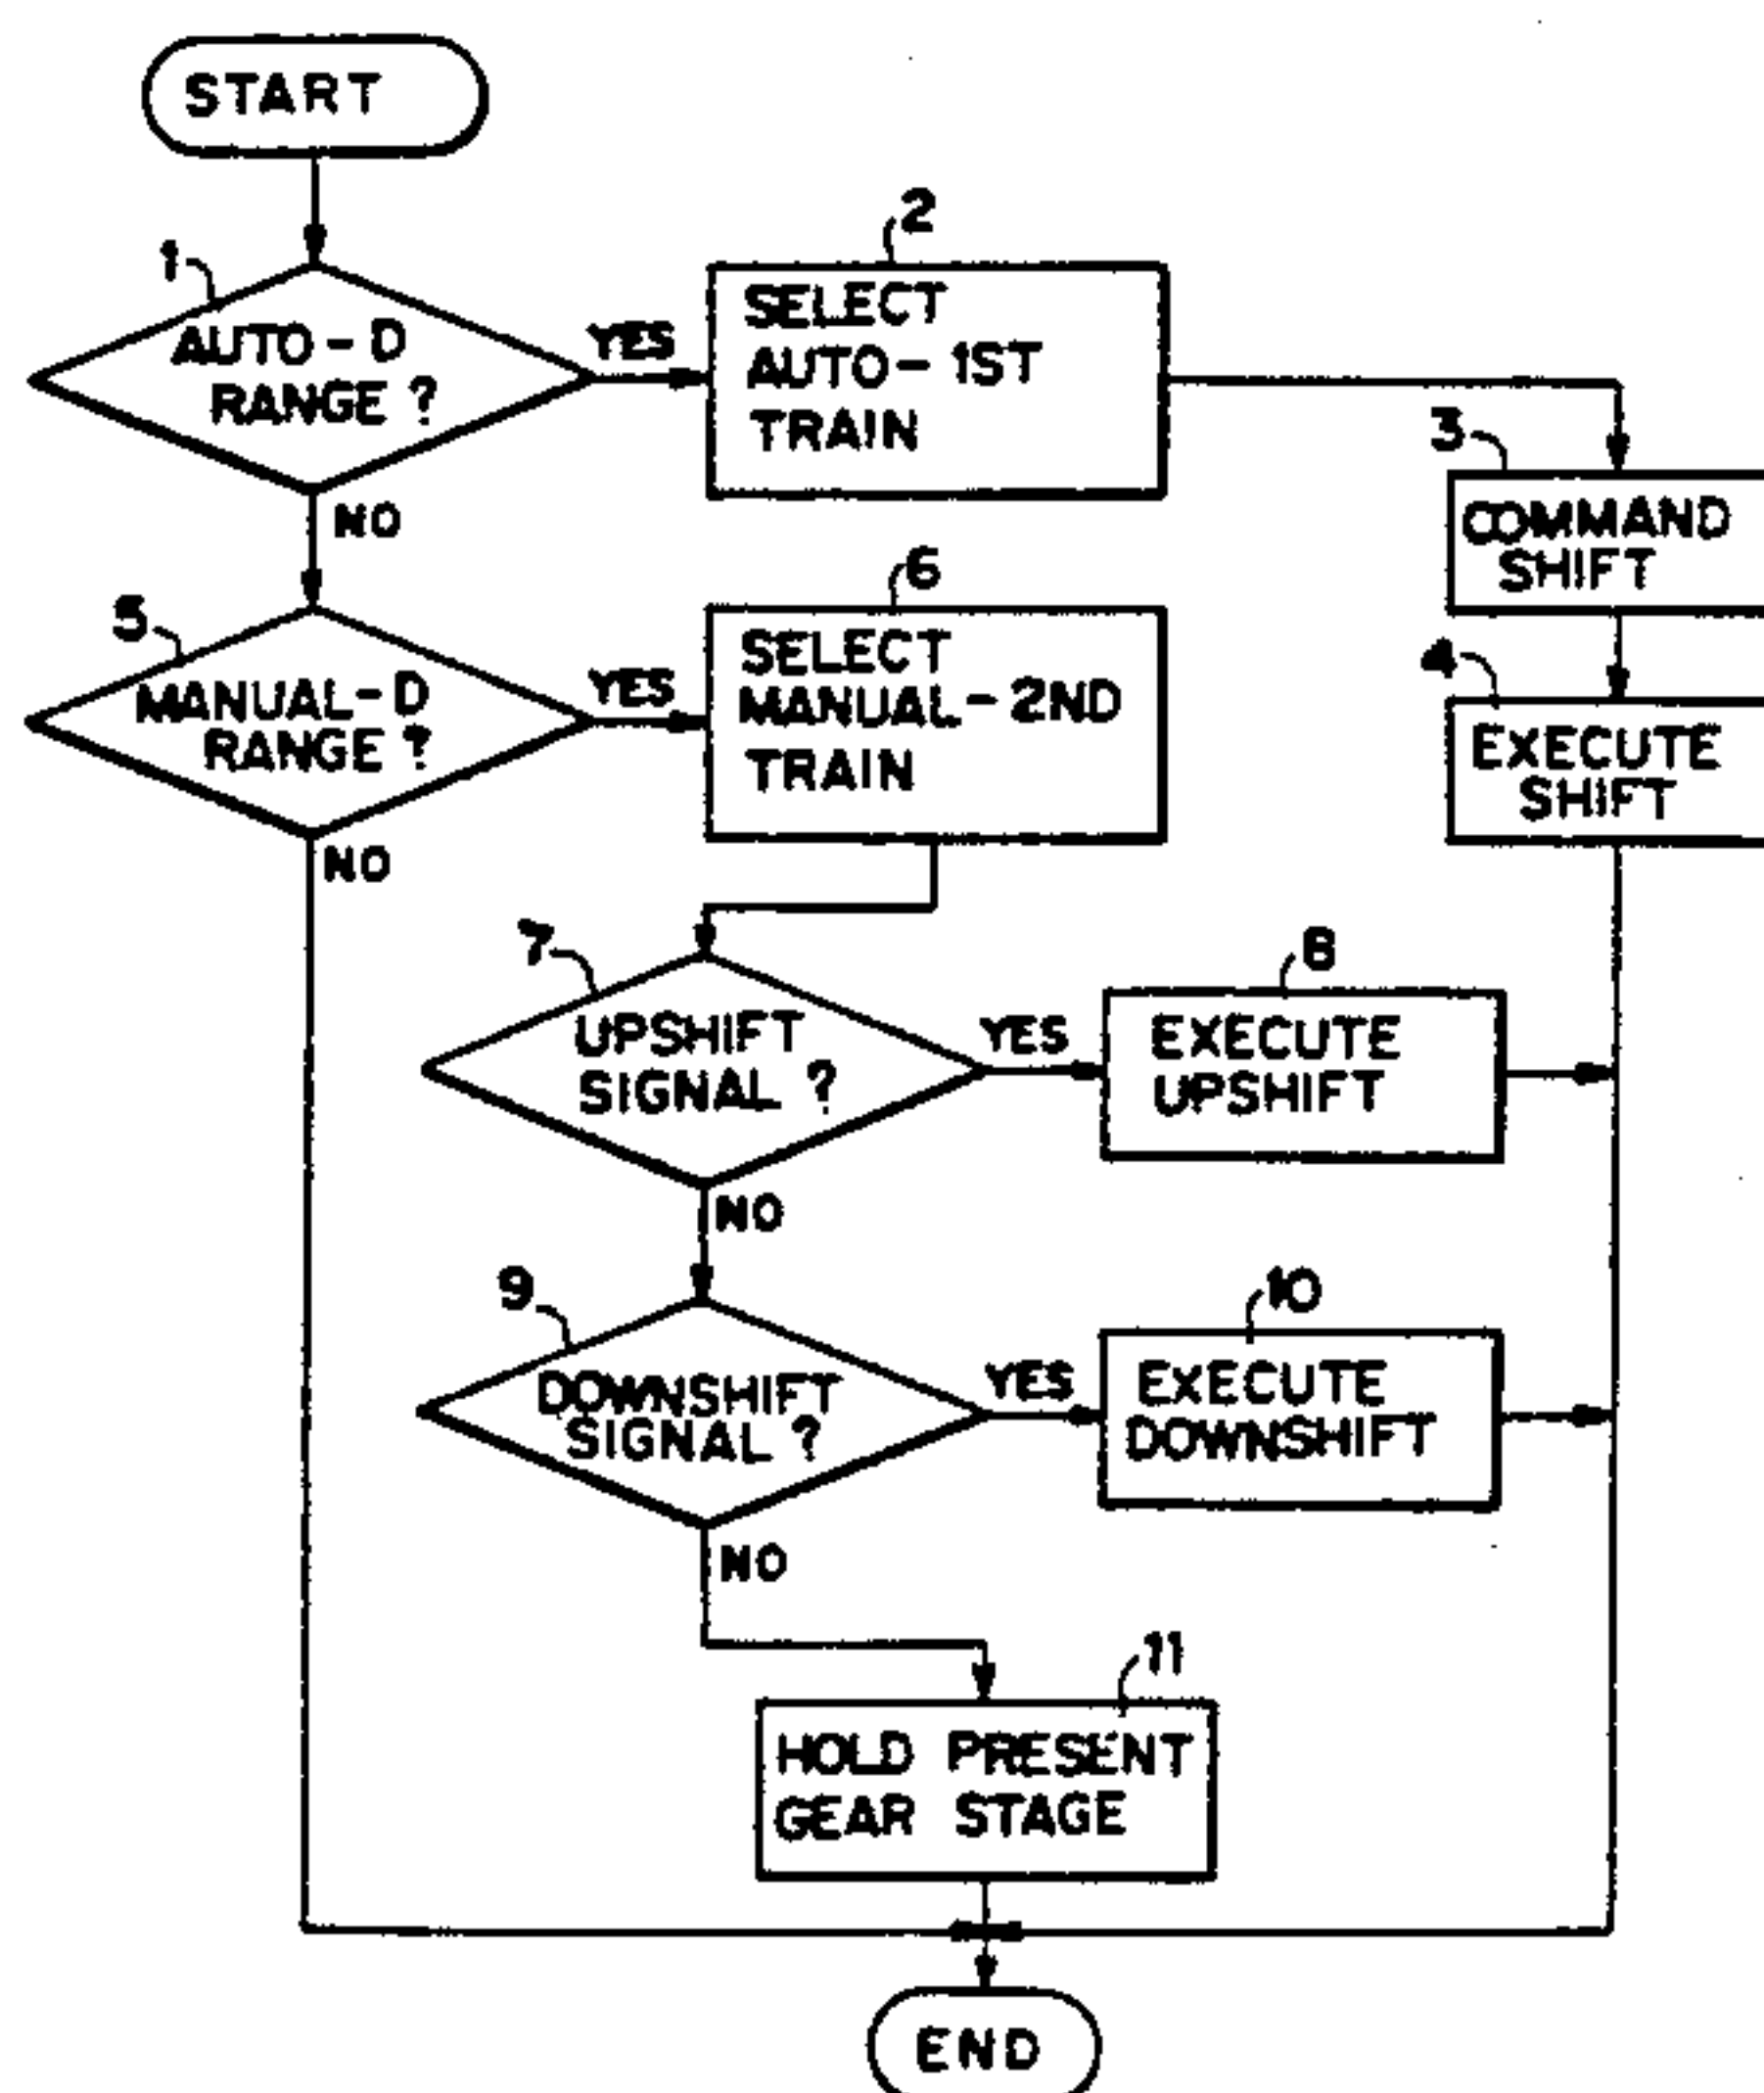 START
1
AUTO-D
RANGE ?
YES
NO
2
SELECT
AUTO-1ST
TRAIN
3
COMMAND
SHIFT
4
EXECUTE
SHIFT
5
MANUAL-D
RANGE ?
YES
NO
6
SELECT
MANUAL-2ND
TRAIN
7
UPSHIFT
SIGNAL ?
YES
NO
8
EXECUTE
UPSHIFT
9
DOWNSHIFT
SIGNAL ?
YES
NO
10
EXECUTE
DOWNSHIFT
11
HOLD PRESENT
GEAR STAGE
END